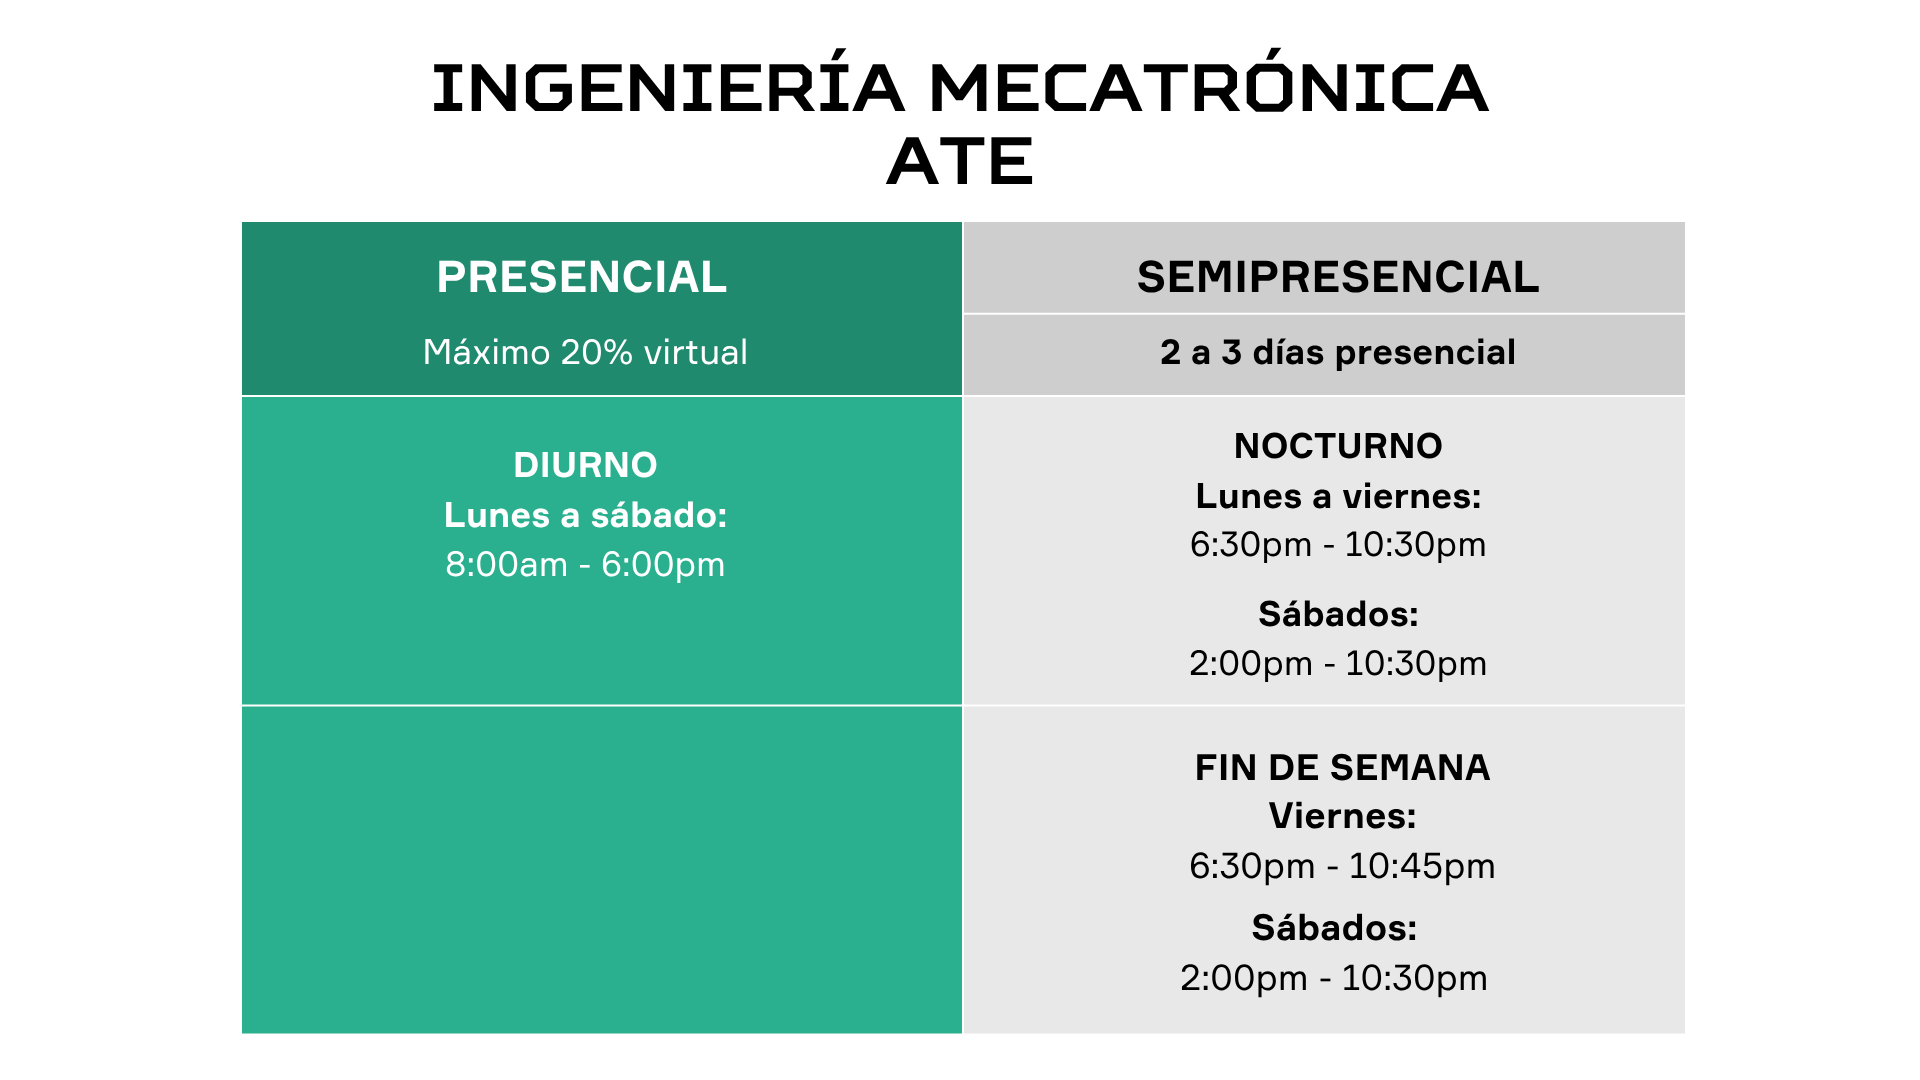 INGENIERÍA MECATRÓNICA
ATE
PRESENCIAL
Máximo 20% virtual
SEMIPRESENCIAL
2 a 3 días presencial
DIURNO
Lunes a sábado:
8:00am - 6:00pm
NOCTURNO
Lunes a viernes:
6:30pm - 10:30pm
Sábados:
2:00pm - 10:30pm
FIN DE SEMANA
Viernes:
6:30pm - 10:45pm
Sábados:
2:00pm - 10:30pm